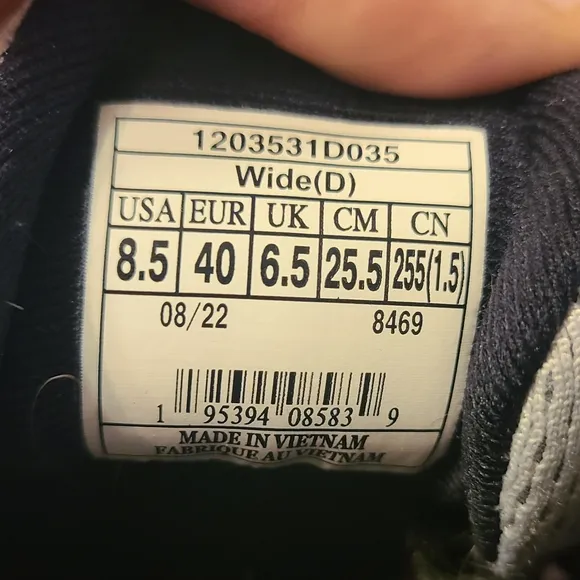 1203531D035
Wide(D)
USA EUR UK CM CN
8.5 40 6.5 25.5 255(1.5)
08/22 8469
1 95394 08583 9
MADE IN VIETNAM
FABRIQUE AU VIETNAM